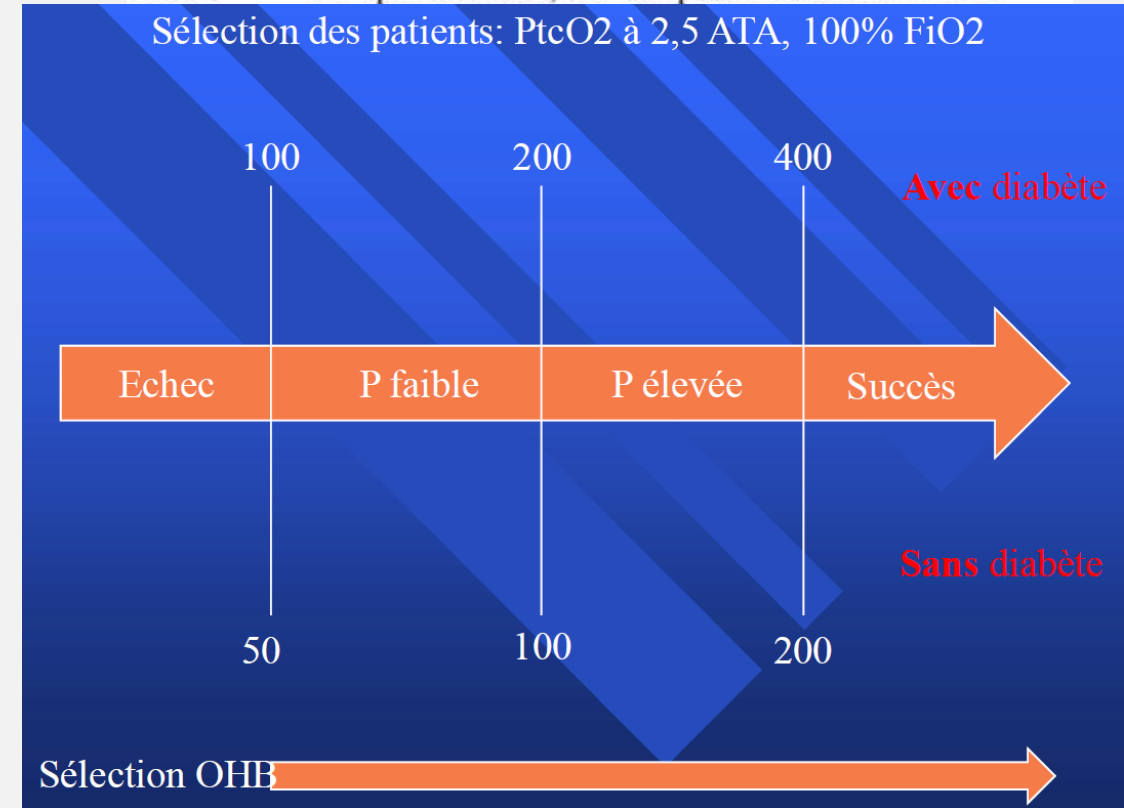 Sélection des patients: PtcO2 à 2,5 ATA, 100% FiO2
100 200 400
Avec diabète
Echec P faible P élevée Succès
Sans diabète
50 100 200
Sélection OHB